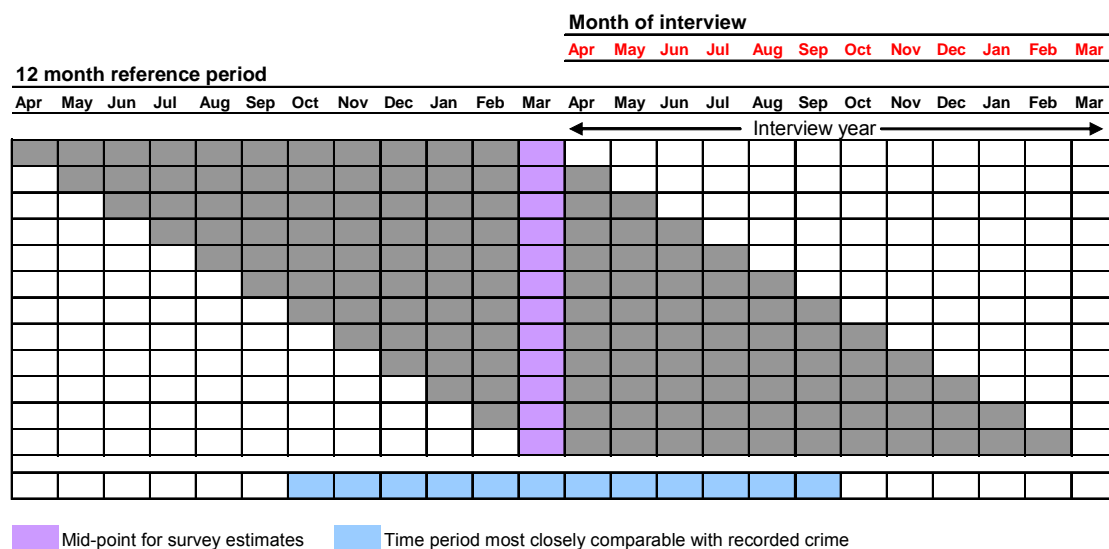 Month of interview
Apr May Jun Jul Aug Sep Oct Nov Dec Jan Feb Mar
12 month reference period
Apr May Jun Jul Aug Sep Oct Nov Dec Jan Feb Mar Apr May Jun Jul Aug Sep Oct Nov Dec Jan Feb Mar
Interview year
Mid-point for survey estimates Time period most closely comparable with recorded crime